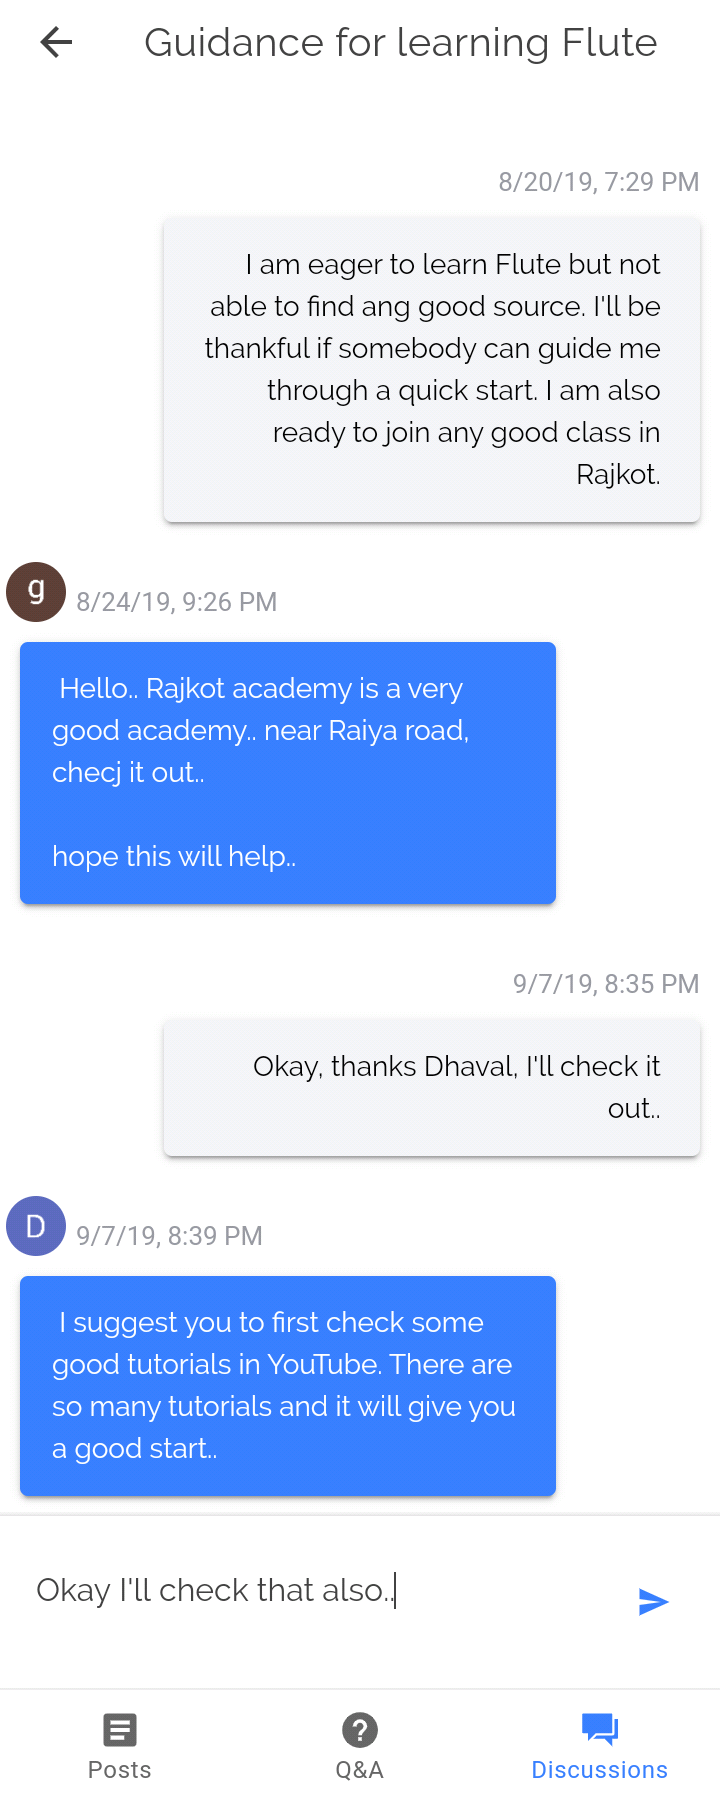 Guidance for learning Flute
8/20/19, 7:29 PM
I am eager to learn Flute but not
able to find ang good source. I'll be
thankful if somebody can guide me
through a quick start. I am also
ready to join any good class in
Rajkot.
g
8/24/19, 9:26 PM
Hello.. Rajkot academy is a very
good academy.. near Raiya road,
checj it out..
hope this will help..
9/7/19, 8:35 PM
Okay, thanks Dhaval, I'll check it
out..
D
9/7/19, 8:39 PM
I suggest you to first check some
good tutorials in YouTube. There are
so many tutorials and it will give you
a good start..
Okay I'll check that also..
Posts
Q&A
Discussions